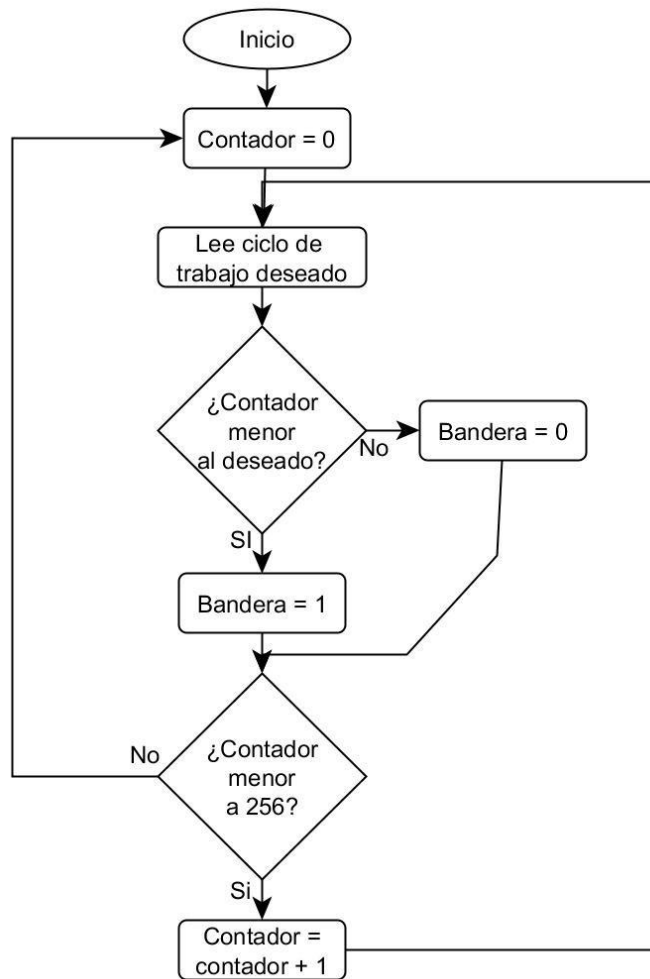 Inicio
Contador = 0
Lee ciclo de
trabajo deseado
¿Contador
menor
al deseado?
No
Bandera = 0
SI
Bandera = 1
No
¿Contador
menor
a 256?
Si
Contador =
contador + 1